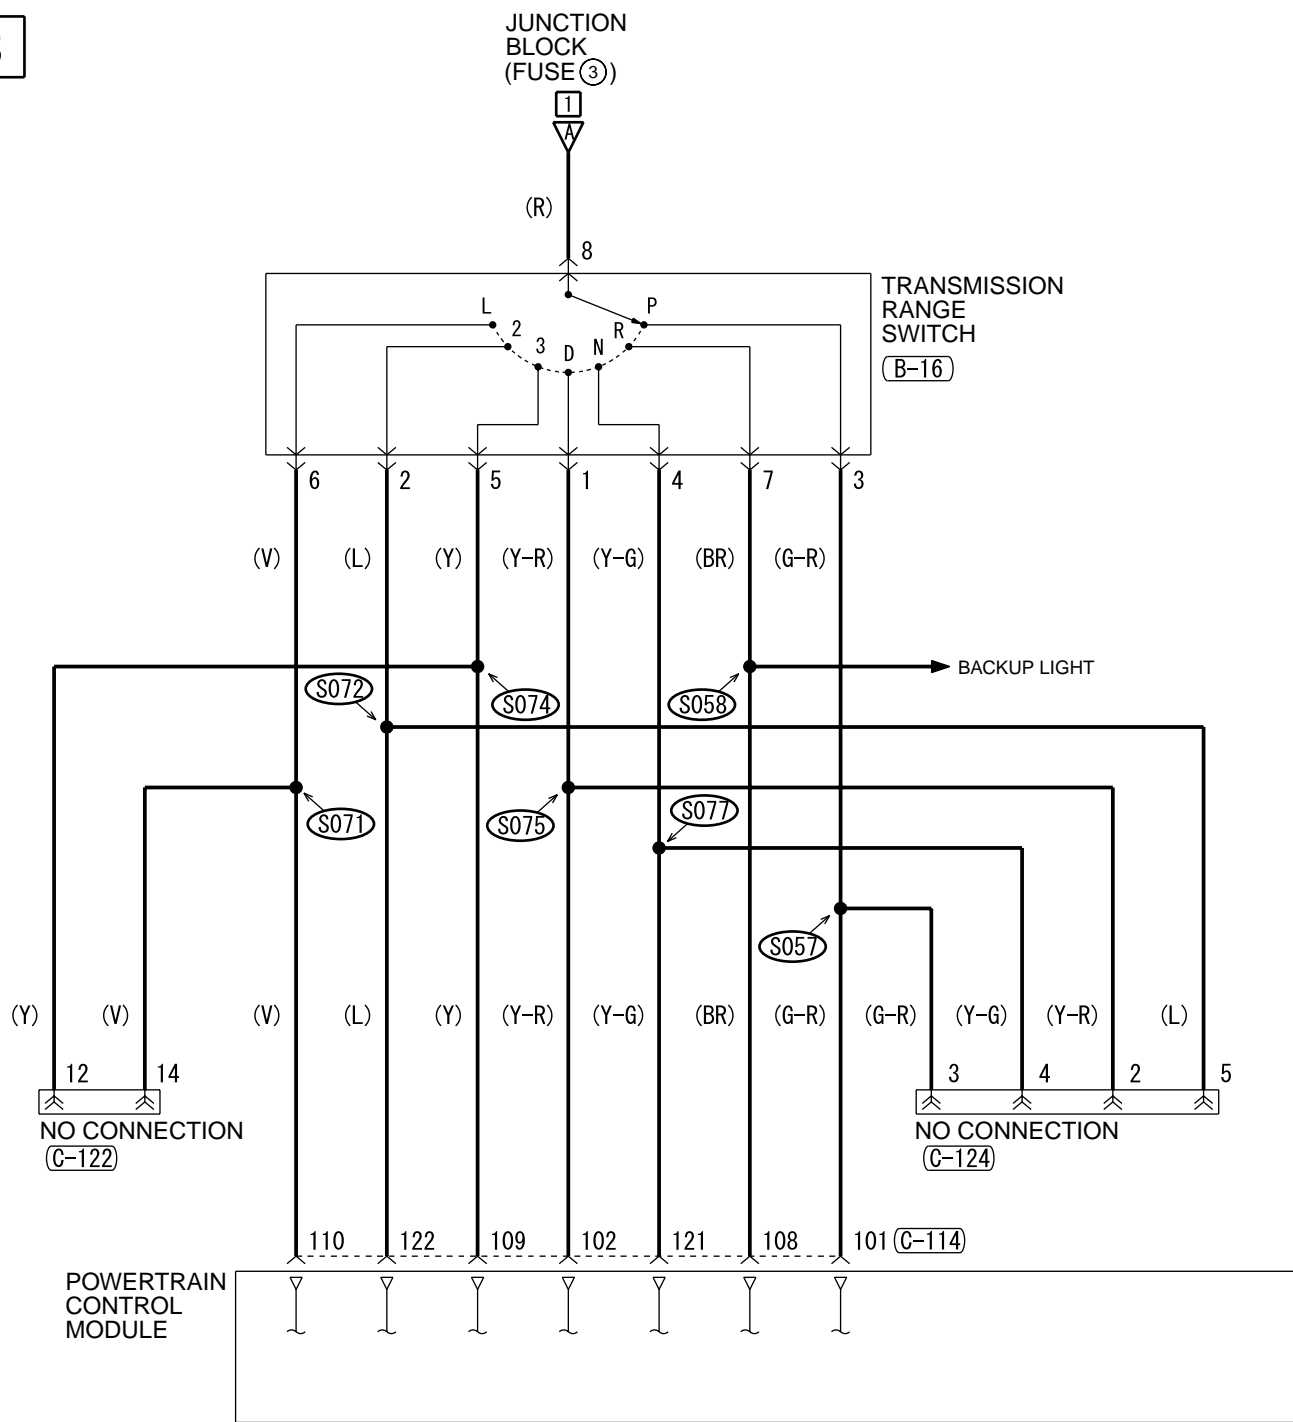 JUNCTION
BLOCK
(FUSE 3)
1
A
(R)
8
TRANSMISSION
RANGE
SWITCH
B-16
L 2 3 D N R P
6 2 5 1 4 7 3
(V) (L) (Y) (Y-R) (Y-G) (BR) (G-R)
BACKUP LIGHT
S072 S074 S058
S071 S075 S077
S057
(Y) (V) (V) (L) (Y) (Y-R) (Y-G) (BR) (G-R) (G-R) (Y-G) (Y-R) (L)
12 14 3 4 2 5
NO CONNECTION
C-122
NO CONNECTION
C-124
110 122 109 102 121 108 101 C-114
POWERTRAIN
CONTROL
MODULE